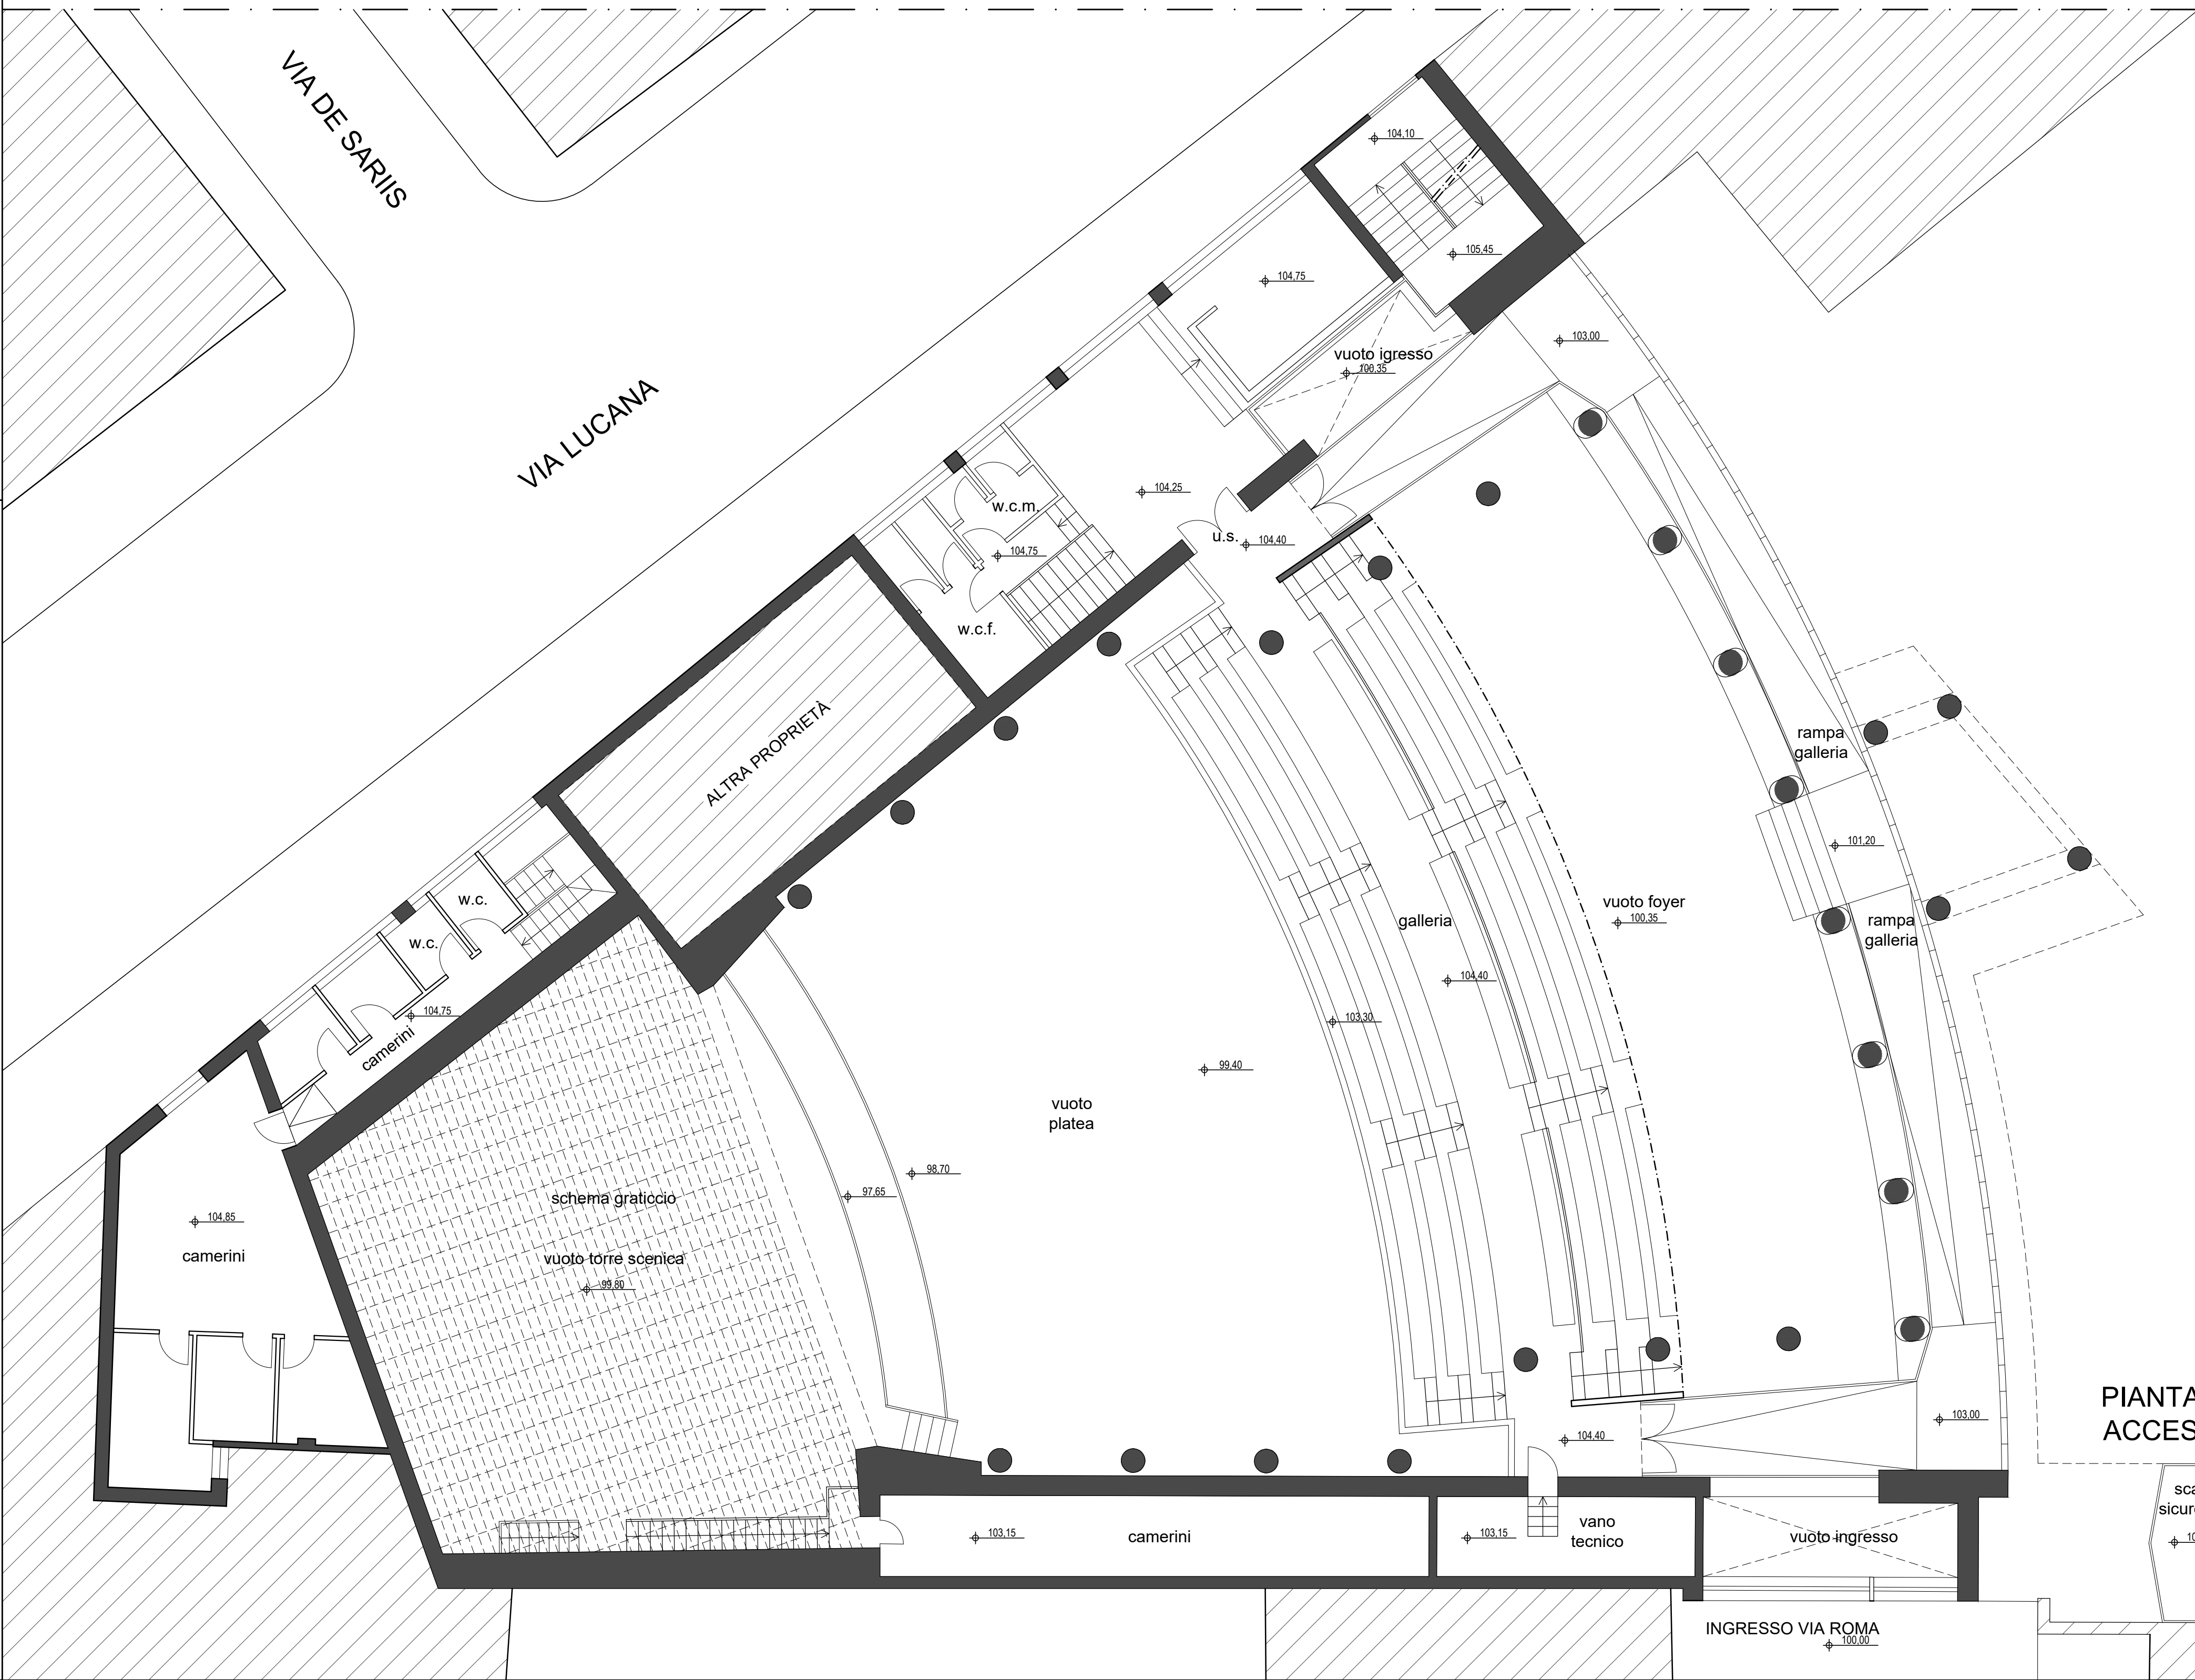 VIA DE SARIIS
VIA LUCANA
104,10
105,45
104,75
vuoto igresso
100,35
103,00
104,25
w.c.m.
104,75
w.c.f.
u.s.
104,40
ALTRA PROPRIETÀ
rampa
galleria
101,20
rampa
galleria
vuoto foyer
100,35
galleria
104,40
103,30
99,40
vuoto
platea
98,70
97,65
w.c.
w.c.
104,75
camerini
104,85
camerini
schema graticcio
vuoto torre scenica
99,80
103,00
104,40
PIANTA
ACCES
103,15
camerini
103,15
vano
tecnico
vuoto ingresso
INGRESSO VIA ROMA
100,00